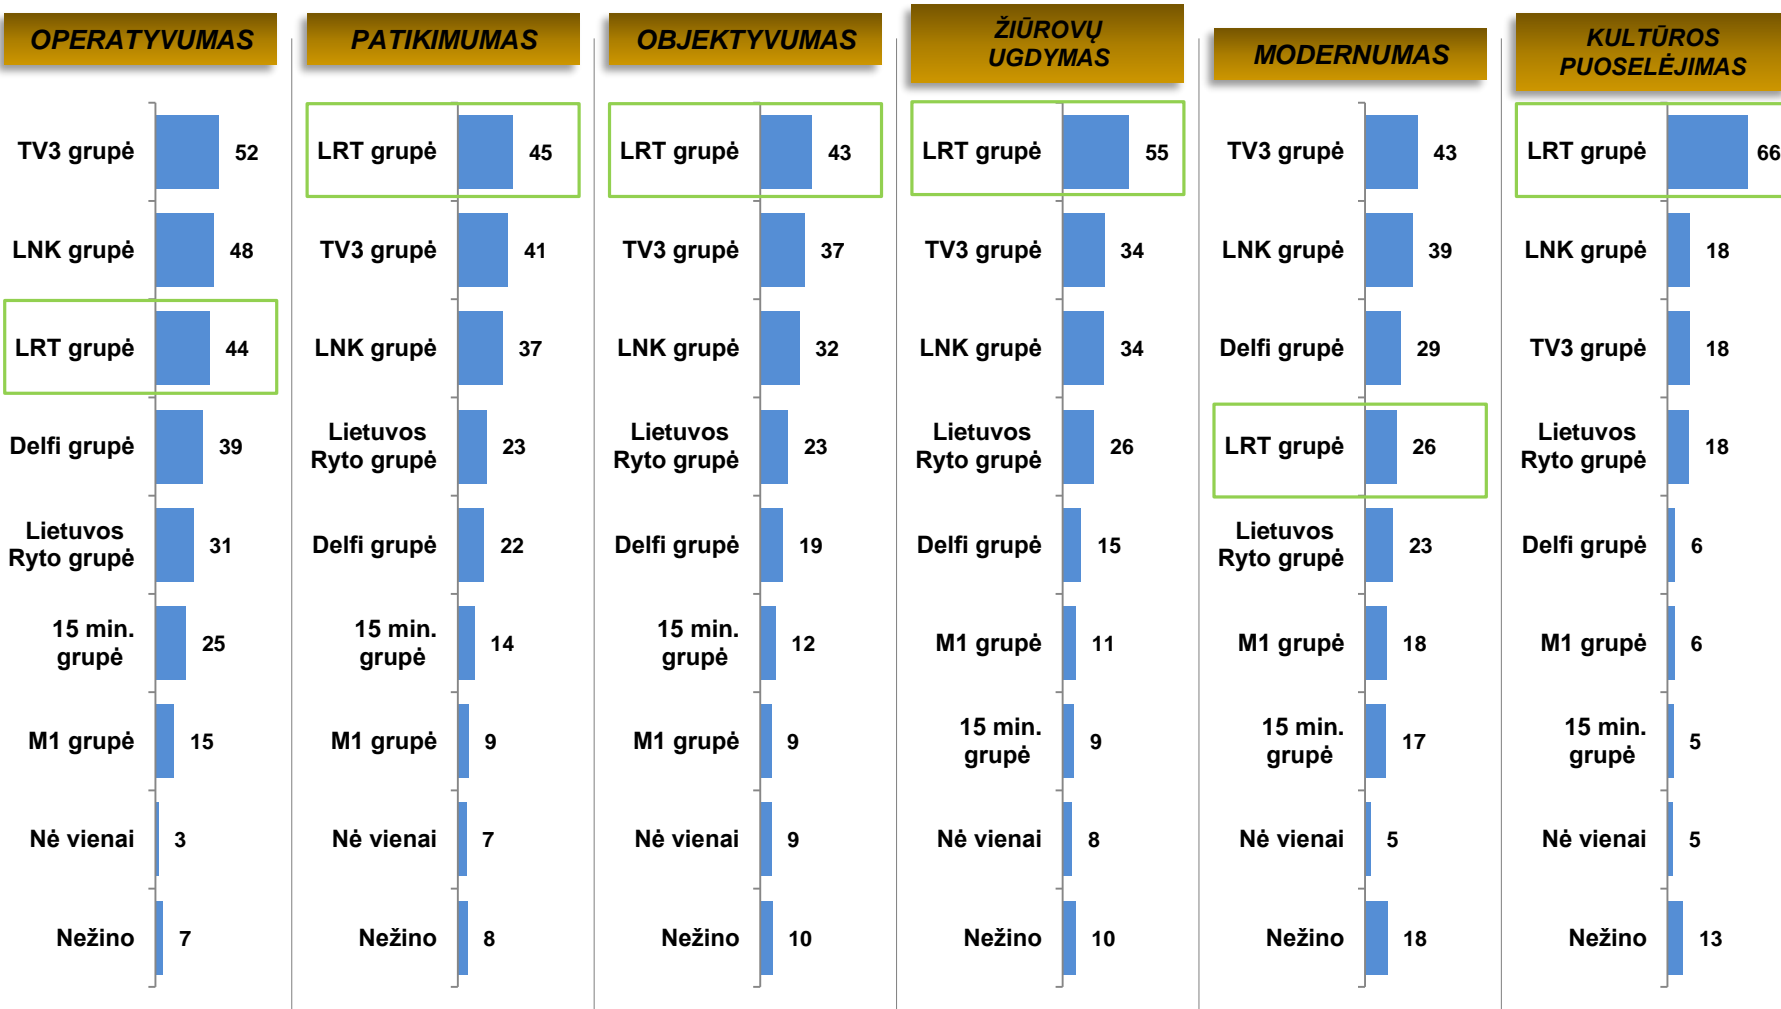 OPERATYVUMAS
TV3 grupė 52
LNK grupė 48
LRT grupė 44
Delfi grupė 39
Lietuvos
Ryto grupė 31
15 min.
grupė 25
M1 grupė 15
Nė vienai 3
Nežino 7
PATIKIMUMAS
LRT grupė 45
TV3 grupė 41
LNK grupė 37
Lietuvos
Ryto grupė 23
Delfi grupė 22
15 min.
grupė 14
M1 grupė 9
Nė vienai 7
Nežino 8
OBJEKTYVUMAS
LRT grupė 43
TV3 grupė 37
LNK grupė 32
Lietuvos
Ryto grupė 23
Delfi grupė 19
15 min.
grupė 12
M1 grupė 9
Nė vienai 9
Nežino 10
ŽIŪROVŲ
UGDYMAS
LRT grupė 55
TV3 grupė 34
LNK grupė 34
Lietuvos
Ryto grupė 26
Delfi grupė 15
M1 grupė 11
15 min.
grupė 9
Nė vienai 8
Nežino 10
MODERNUMAS
TV3 grupė 43
LNK grupė 39
Delfi grupė 29
LRT grupė 26
Lietuvos
Ryto grupė 23
M1 grupė 18
15 min.
grupė 17
Nė vienai 5
Nežino 18
KULTŪROS
PUOSELĖJIMAS
LRT grupė 66
LNK grupė 18
TV3 grupė 18
Lietuvos
Ryto grupė 18
Delfi grupė 6
M1 grupė 6
15 min.
grupė 5
Nė vienai 5
Nežino 13